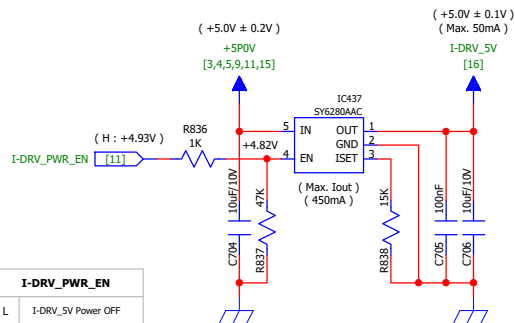 ( +5.0V ± 0.2V )
+5P0V
[3,4,5,9,11,15]
( +5.0V ± 0.1V )
( Max. 50mA )
I-DRV_5V
[16]
IC437
SY6280AAC
R836
1K
( H : +4.93V )
I-DRV_PWR_EN [11]
+4.82V
5 IN OUT 1
GND 2
4 EN ISET 3
( Max. Iout )
( 450mA )
10uF/10V
C704
47K
R837
15K
R838
100nF
C705
10uF/10V
C706
I-DRV_PWR_EN
L I-DRV_5V Power OFF